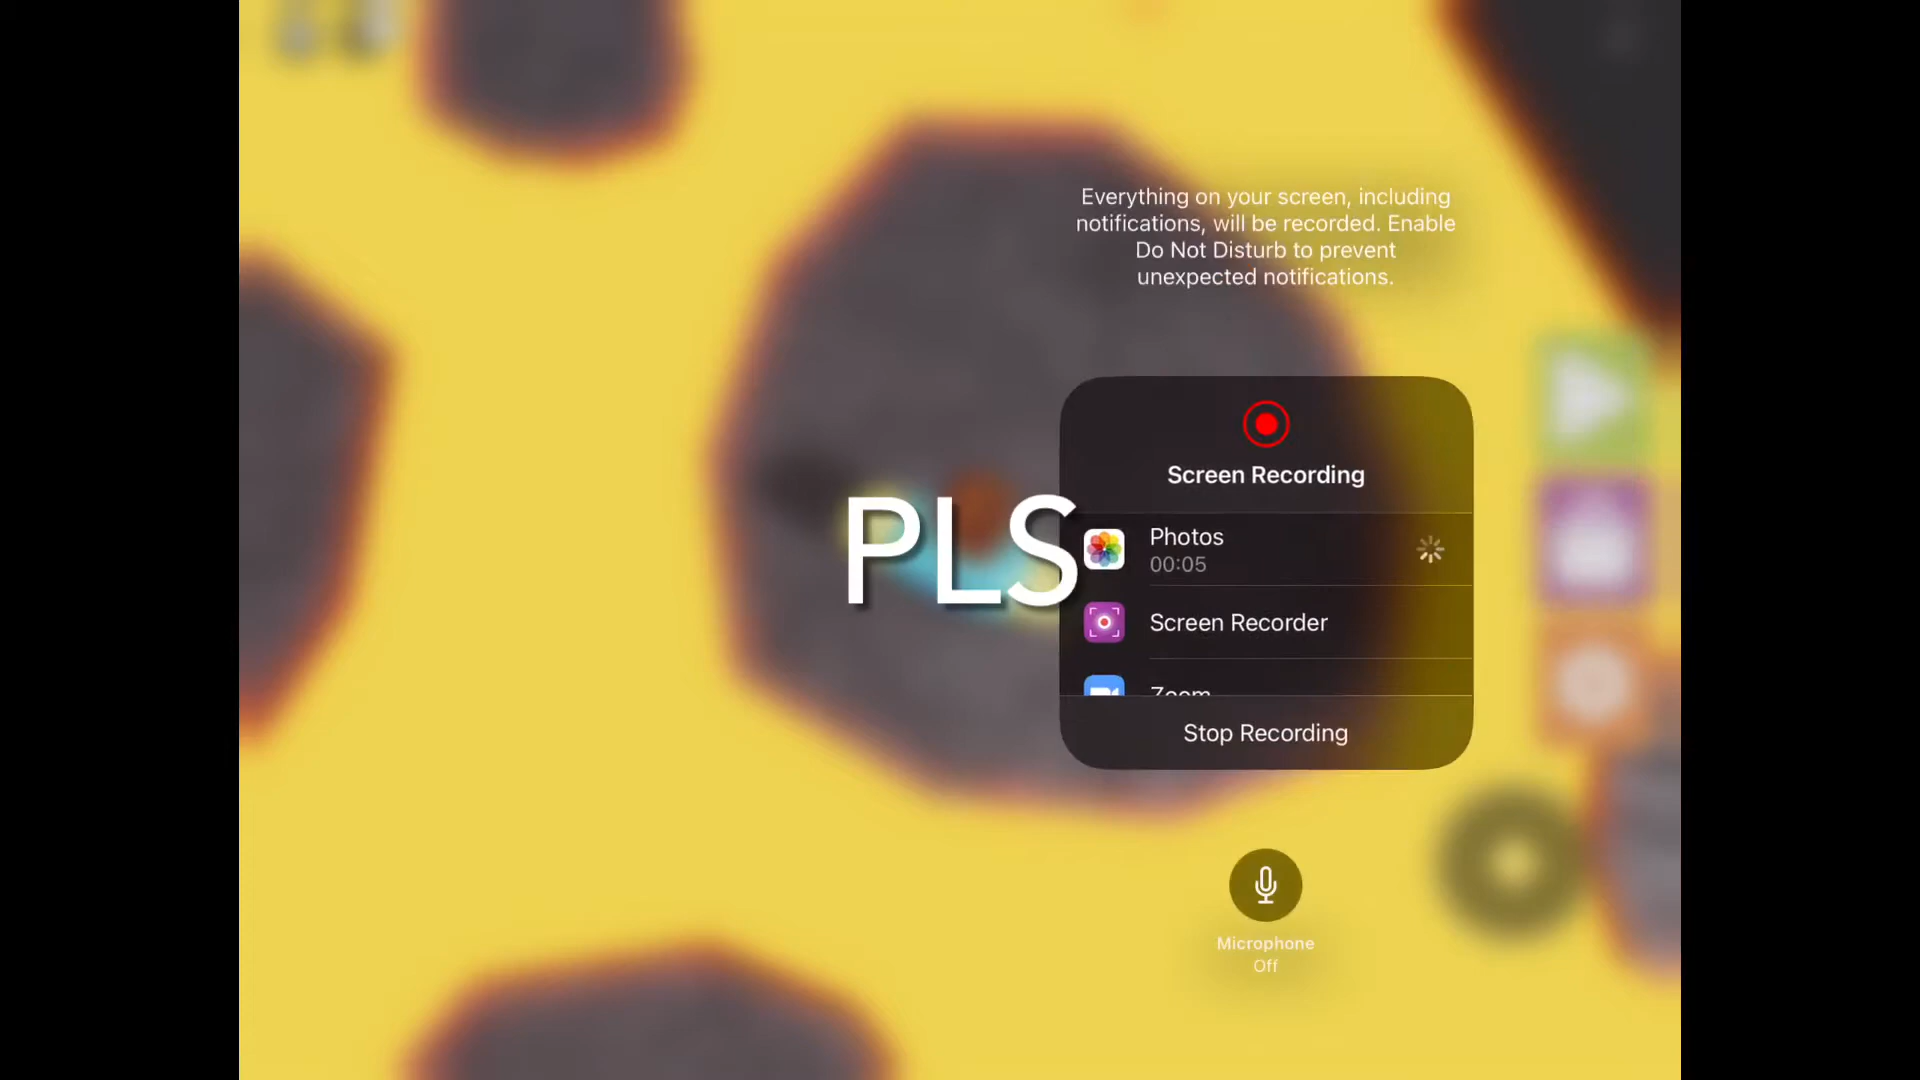 Everything on your screen, including
notifications, will be recorded. Enable
Do Not Disturb to prevent
unexpected notifications.
Screen Recording
PLS
Photos
00:05
Screen Recorder
Zoom
Stop Recording
Microphone
Off